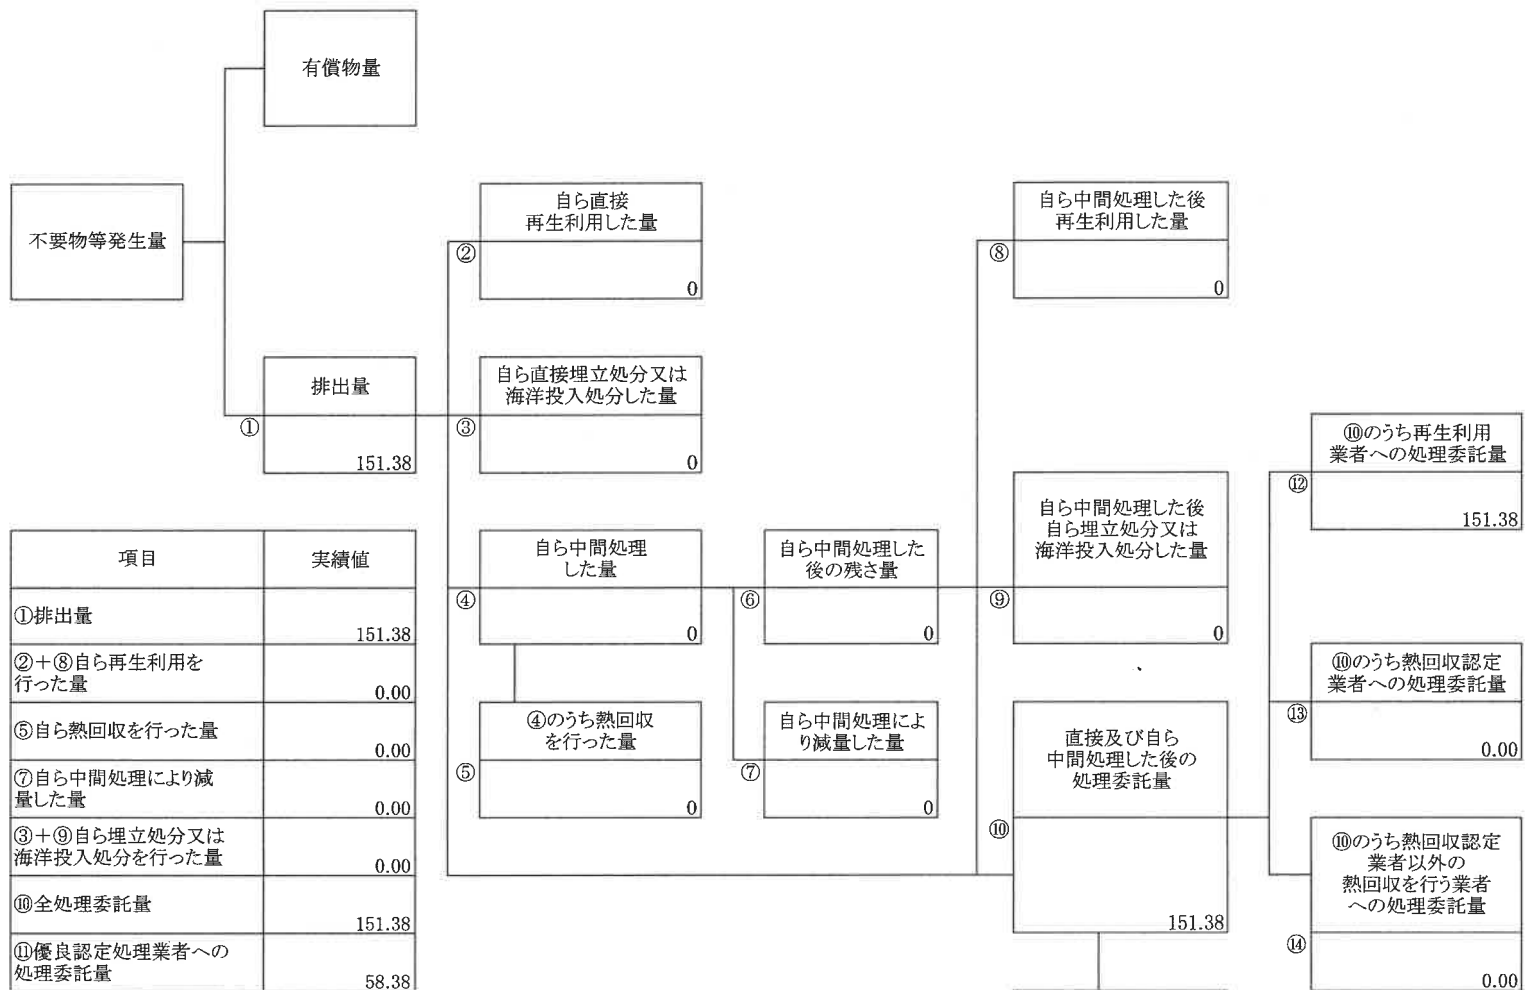 有償物量
不要物等発生量
自ら直接
再生利用した量
②
0
自ら中間処理した後
再生利用した量
⑧
0
排出量
①
151.38
自ら直接埋立処分又は
海洋投入処分した量
③
0
⑩のうち再生利用
業者への処理委託量
⑫
151.38
自ら中間処理
した量
④
0
自ら中間処理した
後の残さ量
⑥
0
自ら中間処理した後
自ら埋立処分又は
海洋投入処分した量
⑨
0
⑩のうち熱回収認定
業者への処理委託量
⑬
0.00
④のうち熱回収
を行った量
⑤
0
自ら中間処理によ
り減量した量
⑦
0
直接及び自ら
中間処理した後の
処理委託量
⑩
151.38
⑩のうち熱回収認定
業者以外の
熱回収を行う業者
への処理委託量
⑭
0.00
項目 実績値
①排出量 151.38
②+⑧自ら再生利用を
行った量 0.00
⑤自ら熱回収を行った量 0.00
⑦自ら中間処理により減
量した量 0.00
③+⑨自ら埋立処分又は
海洋投入処分を行った量 0.00
⑩全処理委託量 151.38
⑪優良認定処理業者への
処理委託量 58.38